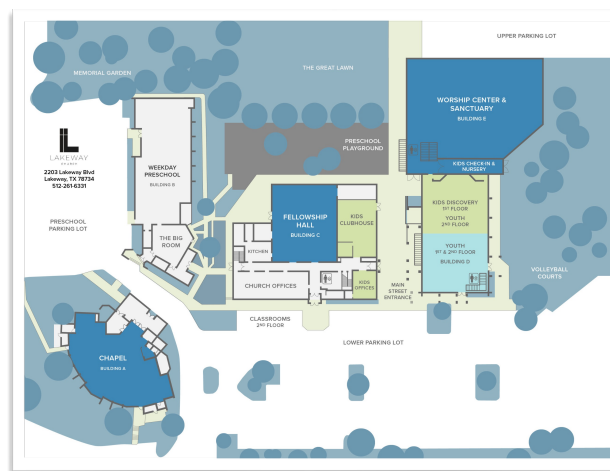 UPPER PARKING LOT
THE GREAT LAWN
MEMORIAL GARDEN
WORSHIP CENTER &
SANCTUARY
BUILDING E
LAKEWAY
2203 Lakeway Blvd
Lakeway, TX 78734
512-261-6331
PRESCHOOL
PLAYGROUND
WEEKDAY
PRESCHOOL
BUILDING B
KIDS CHECK-IN &
NURSERY
KIDS DISCOVERY
1ST FLOOR
YOUTH
2ND FLOOR
PRESCHOOL
PARKING LOT
FELLOWSHIP
HALL
BUILDING C
KIDS
CLUBHOUSE
THE BIG
ROOM
KITCHEN
YOUTH
1ST & 2ND FLOOR
BUILDING D
VOLLEYBALL
COURTS
CHURCH OFFICES
KIDS
OFFICES
MAIN
STREET
ENTRANCE
CLASSROOMS
2ND FLOOR
LOWER PARKING LOT
CHAPEL
BUILDING A